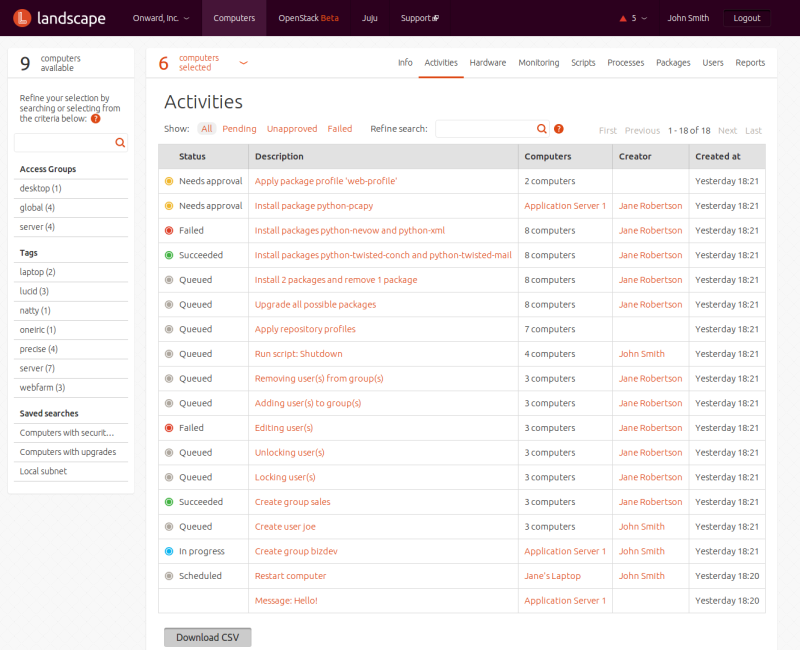 landscape Onward, Inc. Computers OpenStack Beta Juju Support 5 John Smith Logout
9 computers available
Refine your selection by
searching or selecting from
the criteria below: ?
Access Groups
desktop (1)
global (4)
server (4)
Tags
laptop (2)
lucid (3)
natty (1)
oneiric (1)
precise (4)
server (7)
webfarm (3)
Saved searches
Computers with securit...
Computers with upgrades
Local subnet
6 computers selected
Info Activities Hardware Monitoring Scripts Processes Packages Users Reports
Activities
Show: All Pending Unapproved Failed Refine search: ? First Previous 1 - 18 of 18 Next Last
Status Description Computers Creator Created at
Needs approval Apply package profile 'web-profile' 2 computers Yesterday 18:21
Needs approval Install package python-pcapy Application Server 1 Jane Robertson Yesterday 18:21
Failed Install packages python-nevow and python-xml 8 computers Jane Robertson Yesterday 18:21
Succeeded Install packages python-twisted-conch and python-twisted-mail 8 computers Jane Robertson Yesterday 18:21
Queued Install 2 packages and remove 1 package 8 computers Jane Robertson Yesterday 18:21
Queued Upgrade all possible packages 8 computers Jane Robertson Yesterday 18:21
Queued Apply repository profiles 7 computers Yesterday 18:21
Queued Run script: Shutdown 4 computers John Smith Yesterday 18:21
Queued Removing user(s) from group(s) 3 computers Jane Robertson Yesterday 18:21
Queued Adding user(s) to group(s) 3 computers Jane Robertson Yesterday 18:21
Failed Editing user(s) 3 computers Jane Robertson Yesterday 18:21
Queued Unlocking user(s) 3 computers Jane Robertson Yesterday 18:21
Queued Locking user(s) 3 computers Jane Robertson Yesterday 18:21
Succeeded Create group sales 3 computers Jane Robertson Yesterday 18:21
Queued Create user joe 3 computers John Smith Yesterday 18:21
In progress Create group bizdev Application Server 1 John Smith Yesterday 18:21
Scheduled Restart computer Jane's Laptop John Smith Yesterday 18:20
Message: Hello! Application Server 1 Yesterday 18:20
Download CSV